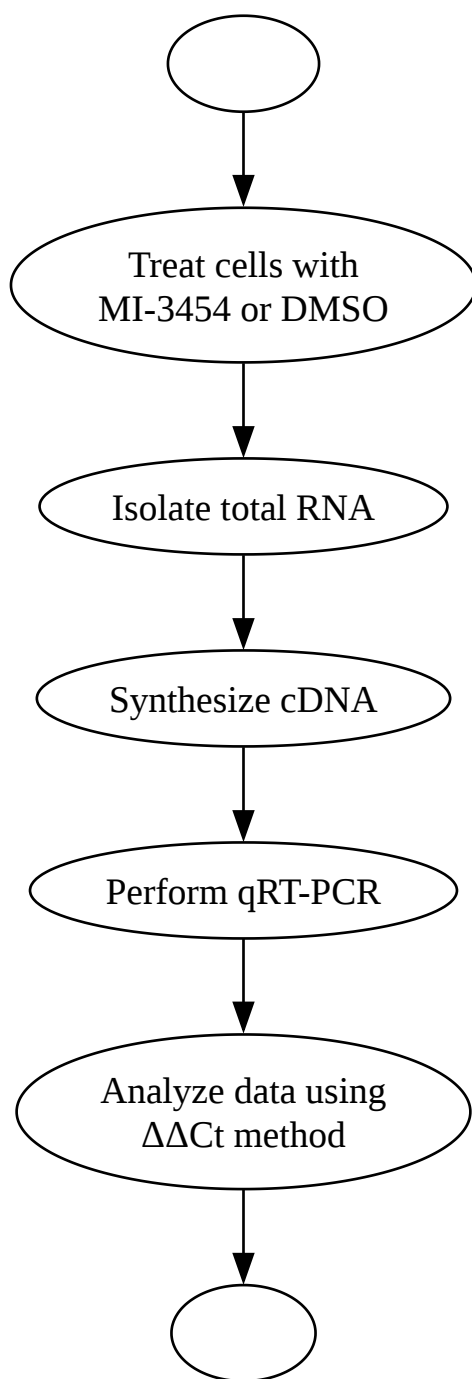 Treat cells with
MI-3454 or DMSO
Isolate total RNA
Synthesize cDNA
Perform qRT-PCR
Analyze data using
ΔΔCt method